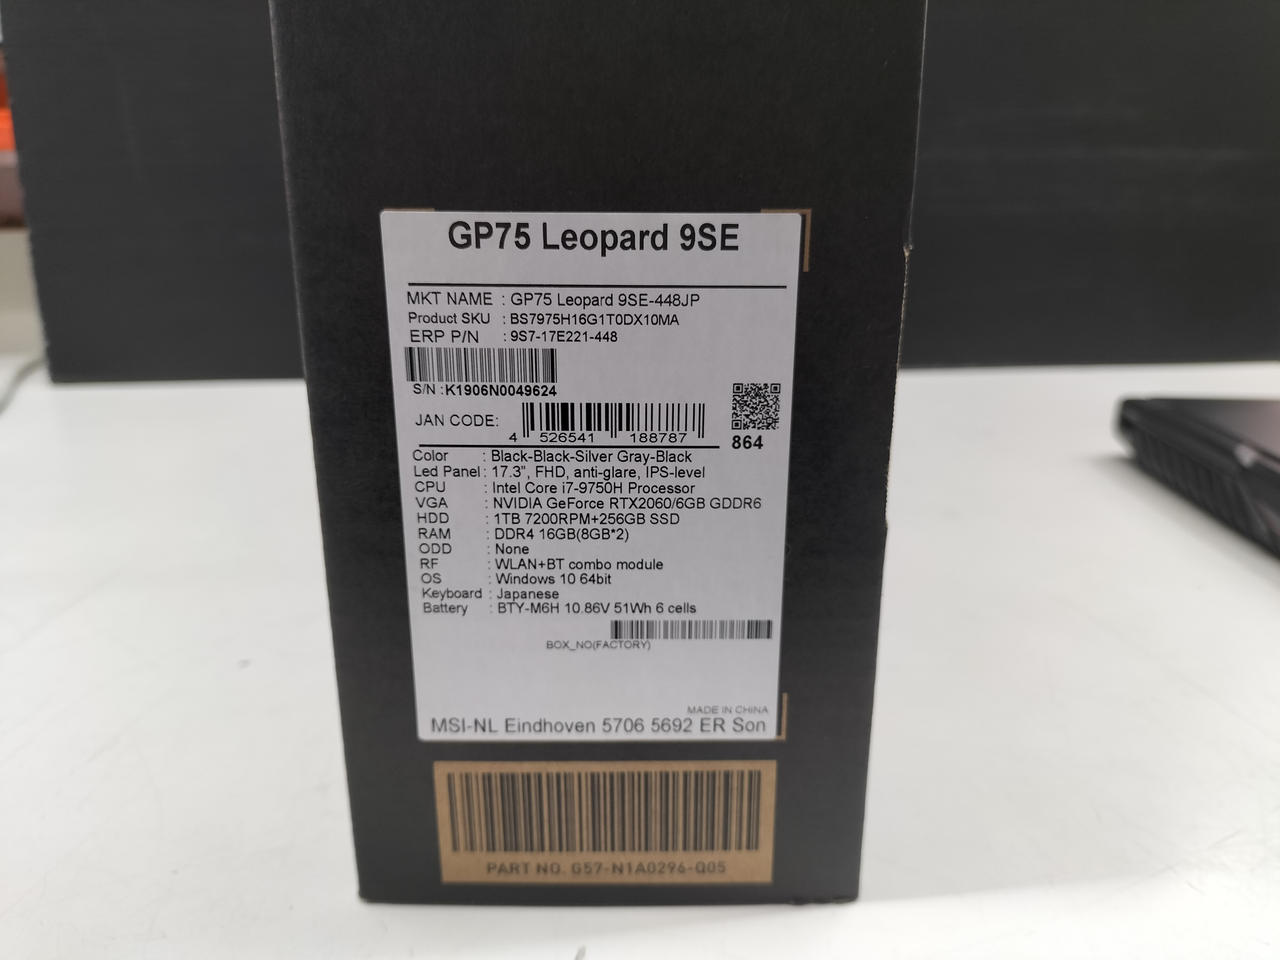 GP75 Leopard 9SE
MKT NAME : GP75 Leopard 9SE-448JP
Product SKU : BS7975H16G1T0DX10MA
ERP P/N : 9S7-17E221-448
S/N :K1906N0049624
JAN CODE:
4 526541 188787
864
Color : Black-Black-Silver Gray-Black
Led Panel : 17.3", FHD, anti-glare, IPS-level
CPU : Intel Core i7-9750H Processor
VGA : NVIDIA GeForce RTX2060/6GB GDDR6
HDD : 1TB 7200RPM+256GB SSD
RAM : DDR4 16GB(8GB*2)
ODD : None
RF : WLAN+BT combo module
OS : Windows 10 64bit
Keyboard : Japanese
Battery : BTY-M6H 10.86V 51Wh 6 cells
BOX_NO(FACTORY)
MADE IN CHINA
MSI-NL Eindhoven 5706 5692 ER Son
PART NO. G57-N1A0296-Q05